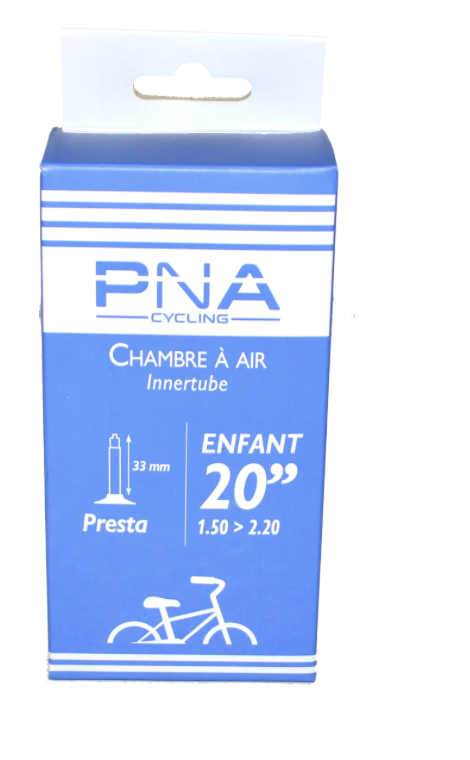 PNA
CYCLING
CHAMBRE À AIR
Innertube
33 mm
Presta
ENFANT
20”
1.50 > 2.20